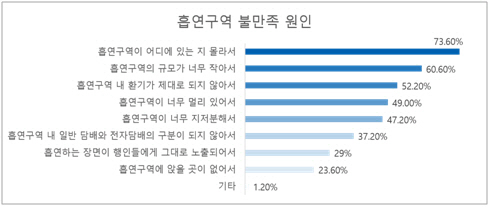 흡연구역 불만족 원인
흡연구역이 어디에 있는 지 몰라서 73.60%
흡연구역의 규모가 너무 작아서 60.60%
흡연구역 내 환기가 제대로 되지 않아서 52.20%
흡연구역이 너무 멀리 있어서 49.00%
흡연구역이 너무 지저분해서 47.20%
흡연구역 내 일반 담배와 전자담배의 구분이 되지 않아서 37.20%
흡연하는 장면이 행인들에게 그대로 노출되어서 29%
흡연구역에 앉을 곳이 없어서 23.60%
기타 1.20%